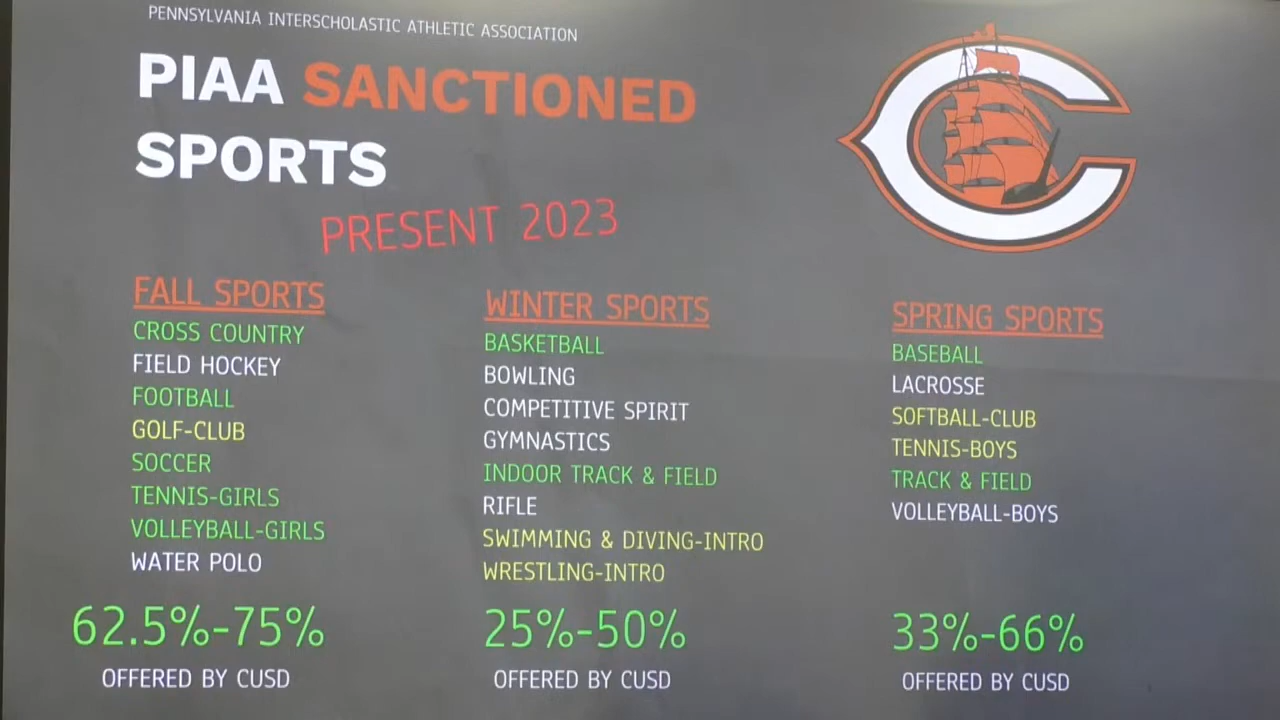 PENNSYLVANIA INTERSCHOLASTIC ATHLETIC ASSOCIATION
PIAA SANCTIONED
SPORTS
PRESENT 2023
FALL SPORTS
CROSS COUNTRY
FIELD HOCKEY
FOOTBALL
GOLF-CLUB
SOCCER
TENNIS-GIRLS
VOLLEYBALL-GIRLS
WATER POLO
62.5%-75%
OFFERED BY CUSD
WINTER SPORTS
BASKETBALL
BOWLING
COMPETITIVE SPIRIT
GYMNASTICS
INDOOR TRACK & FIELD
RIFLE
SWIMMING & DIVING-INTRO
WRESTLING-INTRO
25%-50%
OFFERED BY CUSD
SPRING SPORTS
BASEBALL
LACROSSE
SOFTBALL-CLUB
TENNIS-BOYS
TRACK & FIELD
VOLLEYBALL-BOYS
33%-66%
OFFERED BY CUSD
C